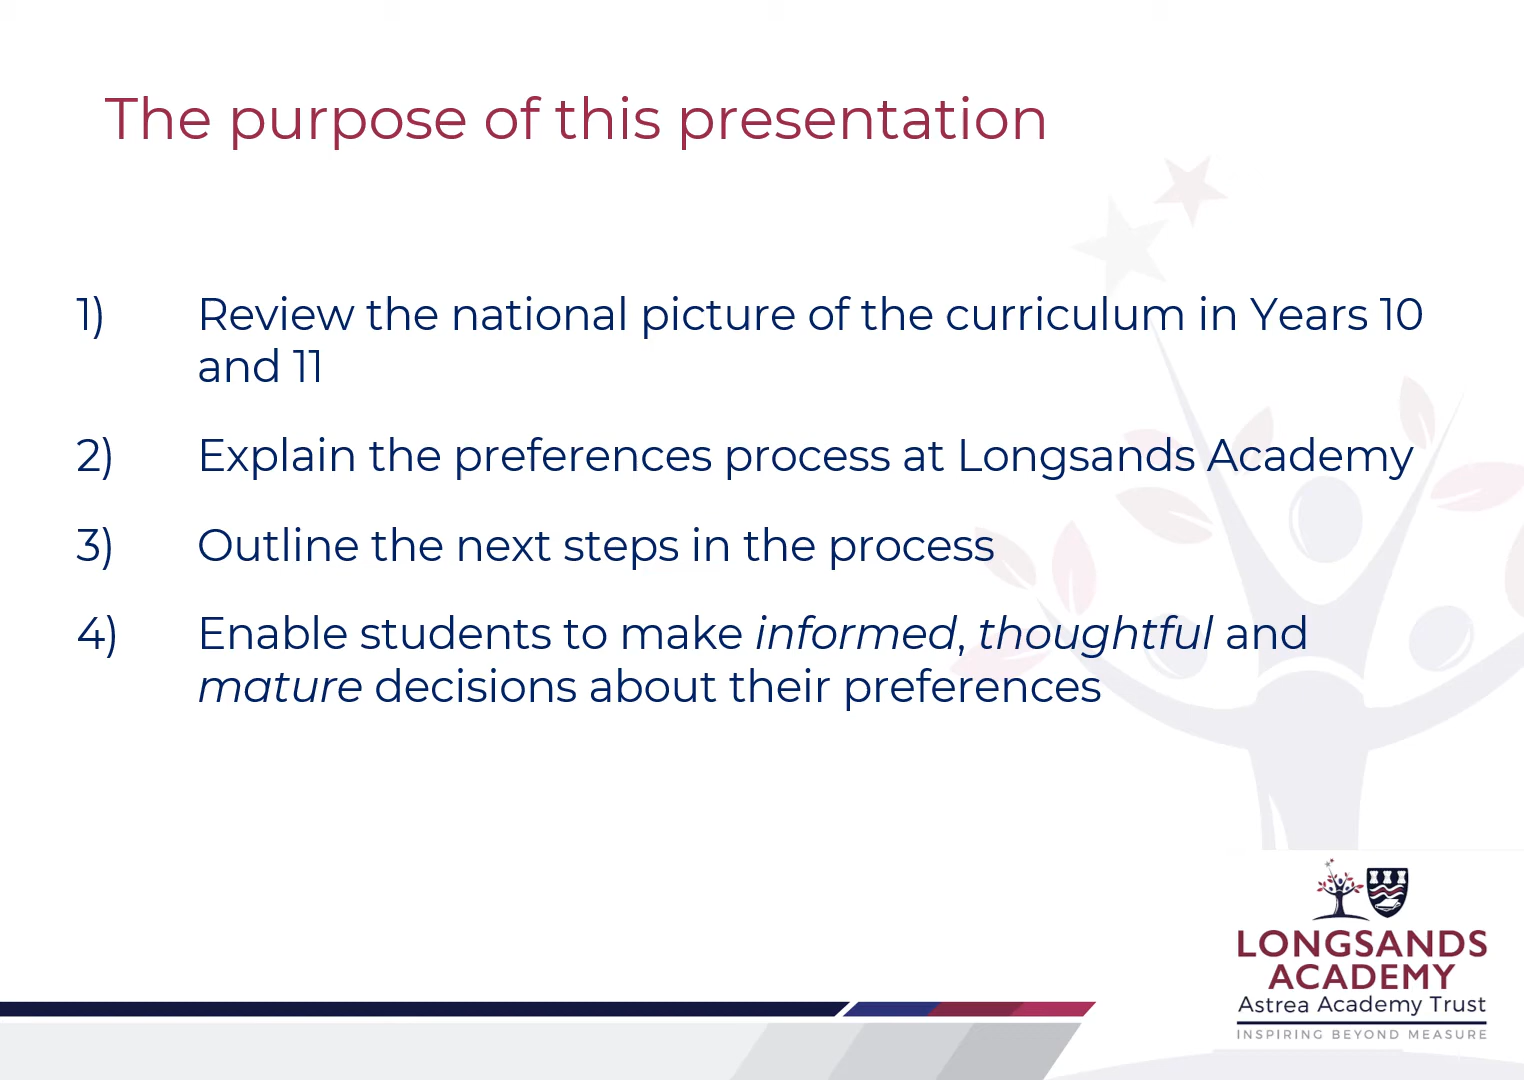 The purpose of this presentation
1) Review the national picture of the curriculum in Years 10
and 11
2) Explain the preferences process at Longsands Academy
3) Outline the next steps in the process
4) Enable students to make informed, thoughtful and
mature decisions about their preferences
LONGSANDS
ACADEMY
Astrea Academy Trust
INSPIRING BEYOND MEASURE